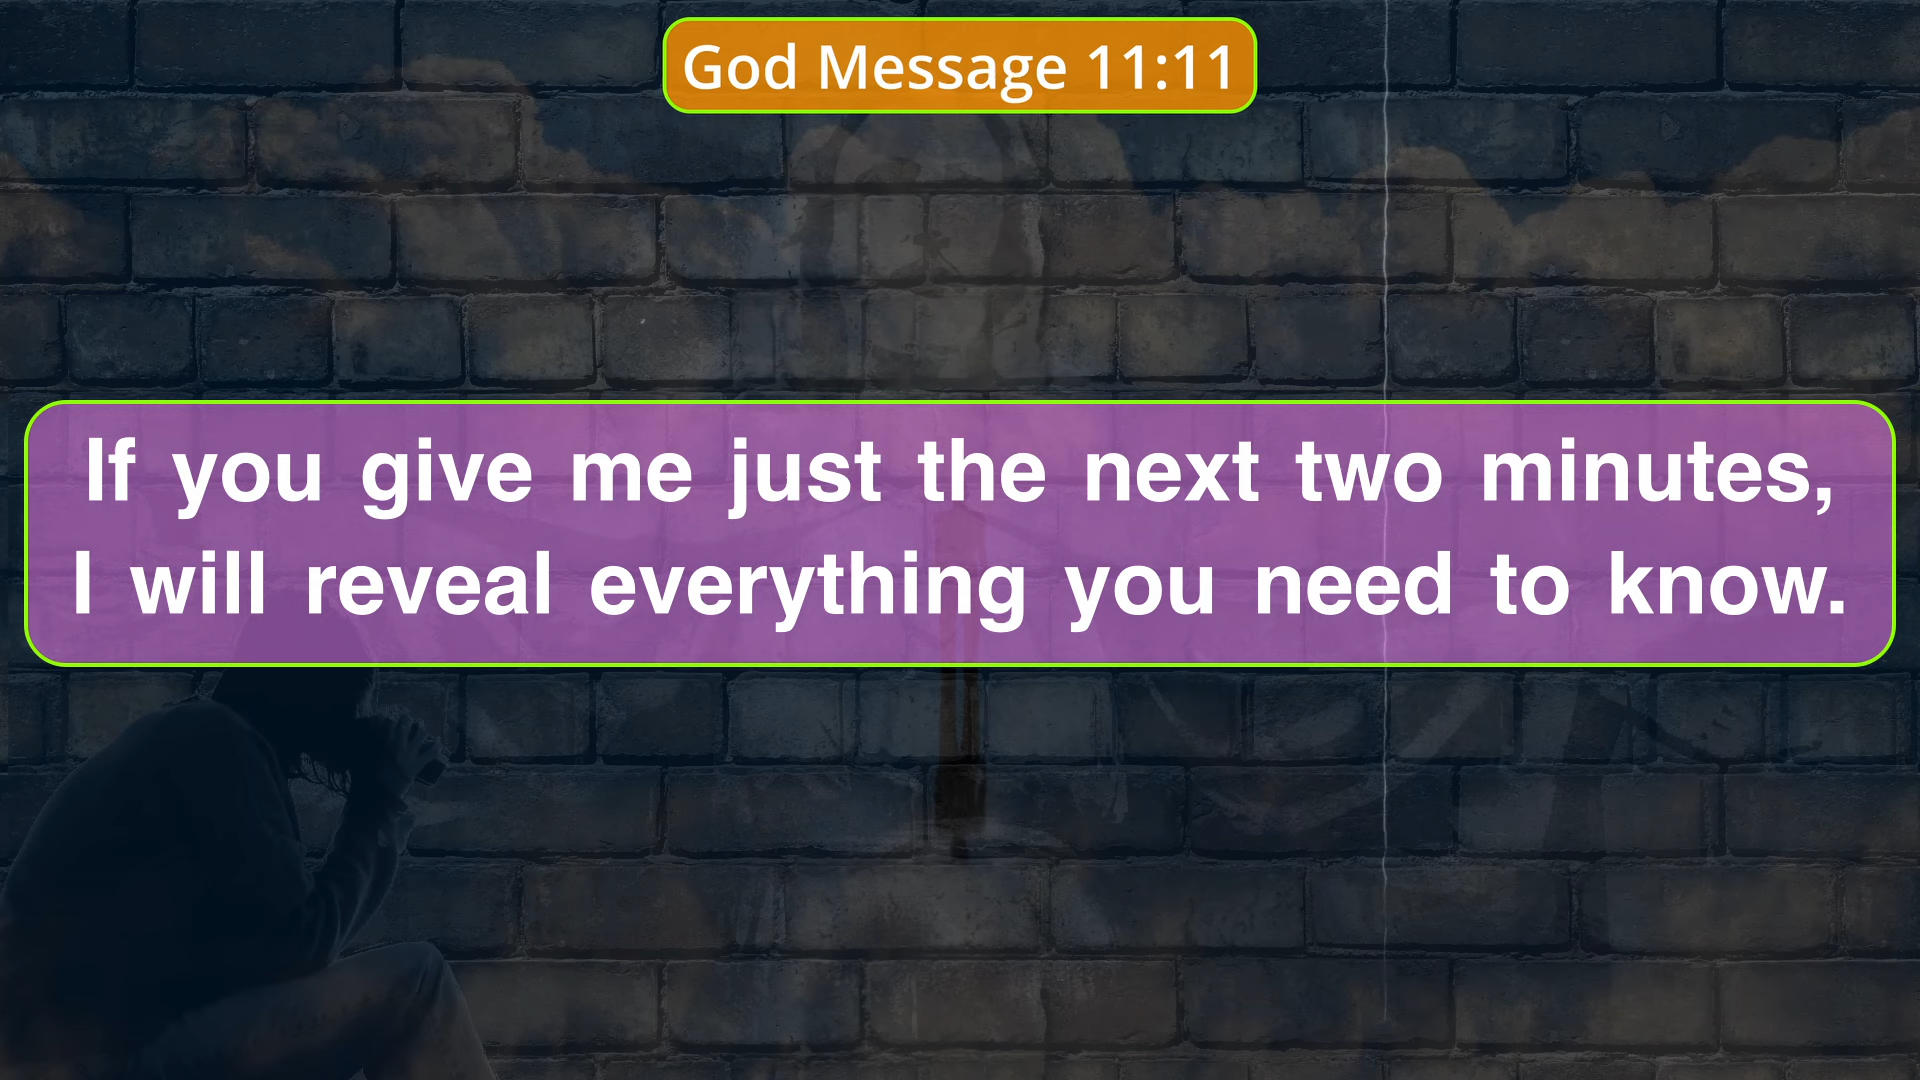 God Message 11:11
If you give me just the next two minutes,
I will reveal everything you need to know.